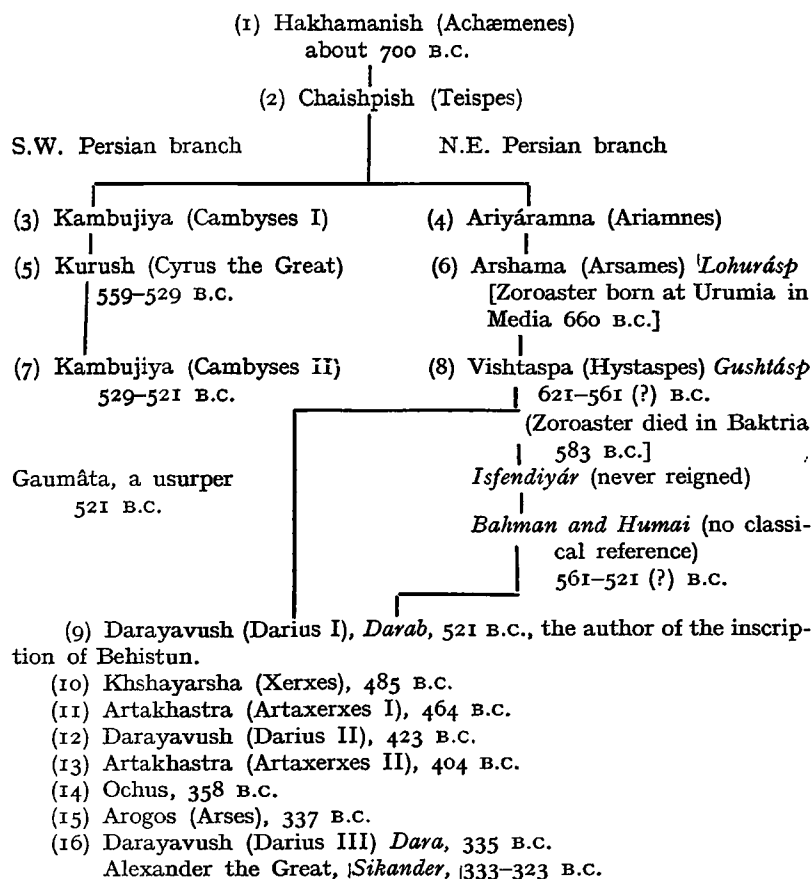 (1) Hakhamanish (Achæmenes)
about 700 B.C.
(2) Chaishpish (Teispes)
S.W. Persian branch N.E. Persian branch
(3) Kambujiya (Cambyses I) (4) Ariyáramna (Ariamnes)
(5) Kurush (Cyrus the Great) (6) Arshama (Arsames) Lohurásp
559–529 B.C. [Zoroaster born at Urumia in
Media 660 B.C.]
(7) Kambujiya (Cambyses II) (8) Vishtaspa (Hystaspes) Gushtásp
529–521 B.C. 621–561 (?) B.C.
(Zoroaster died in Baktria
583 B.C.]
Gaumâta, a usurper Isfendiyár (never reigned)
521 B.C.
Bahman and Humai (no classi-
cal reference)
561–521 (?) B.C.
(9) Darayavush (Darius I), Darab, 521 B.C., the author of the inscrip-
tion of Behistun.
(10) Khshayarsha (Xerxes), 485 B.C.
(11) Artakhastra (Artaxerxes I), 464 B.C.
(12) Darayavush (Darius II), 423 B.C.
(13) Artakhastra (Artaxerxes II), 404 B.C.
(14) Ochus, 358 B.C.
(15) Arogos (Arses), 337 B.C.
(16) Darayavush (Darius III) Dara, 335 B.C.
Alexander the Great, Sikander, 333–323 B.C.